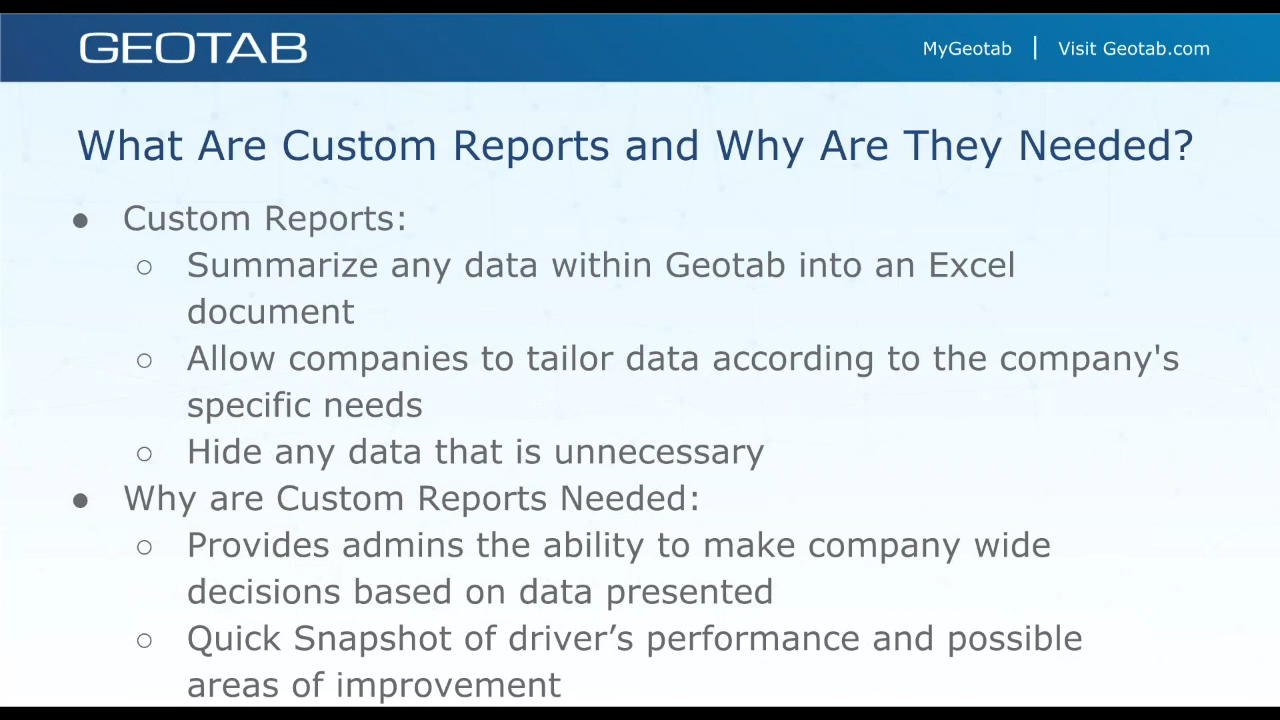 GEOTAB
MyGeotab | Visit Geotab.com
What Are Custom Reports and Why Are They Needed?
● Custom Reports:
○ Summarize any data within Geotab into an Excel
document
○ Allow companies to tailor data according to the company's
specific needs
○ Hide any data that is unnecessary
● Why are Custom Reports Needed:
○ Provides admins the ability to make company wide
decisions based on data presented
○ Quick Snapshot of driver’s performance and possible
areas of improvement